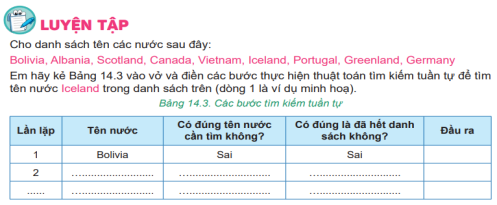 LUYỆN TẬP
Cho danh sách tên các nước sau đây:
Bolivia, Albania, Scotland, Canada, Vietnam, Iceland, Portugal, Greenland, Germany
Em hãy kẻ Bảng 14.3 vào vở và điền các bước thực hiện thuật toán tìm kiếm tuần tự để tìm
tên nước Iceland trong danh sách trên (dòng 1 là ví dụ minh hoạ).
Bảng 14.3. Các bước tìm kiếm tuần tự
Lần lặp Tên nước Có đúng tên nước cần tìm không? Có đúng là đã hết danh sách không? Đầu ra
1 Bolivia Sai Sai
2 ........................ ........................ ........................
...... ........................ ........................ ........................